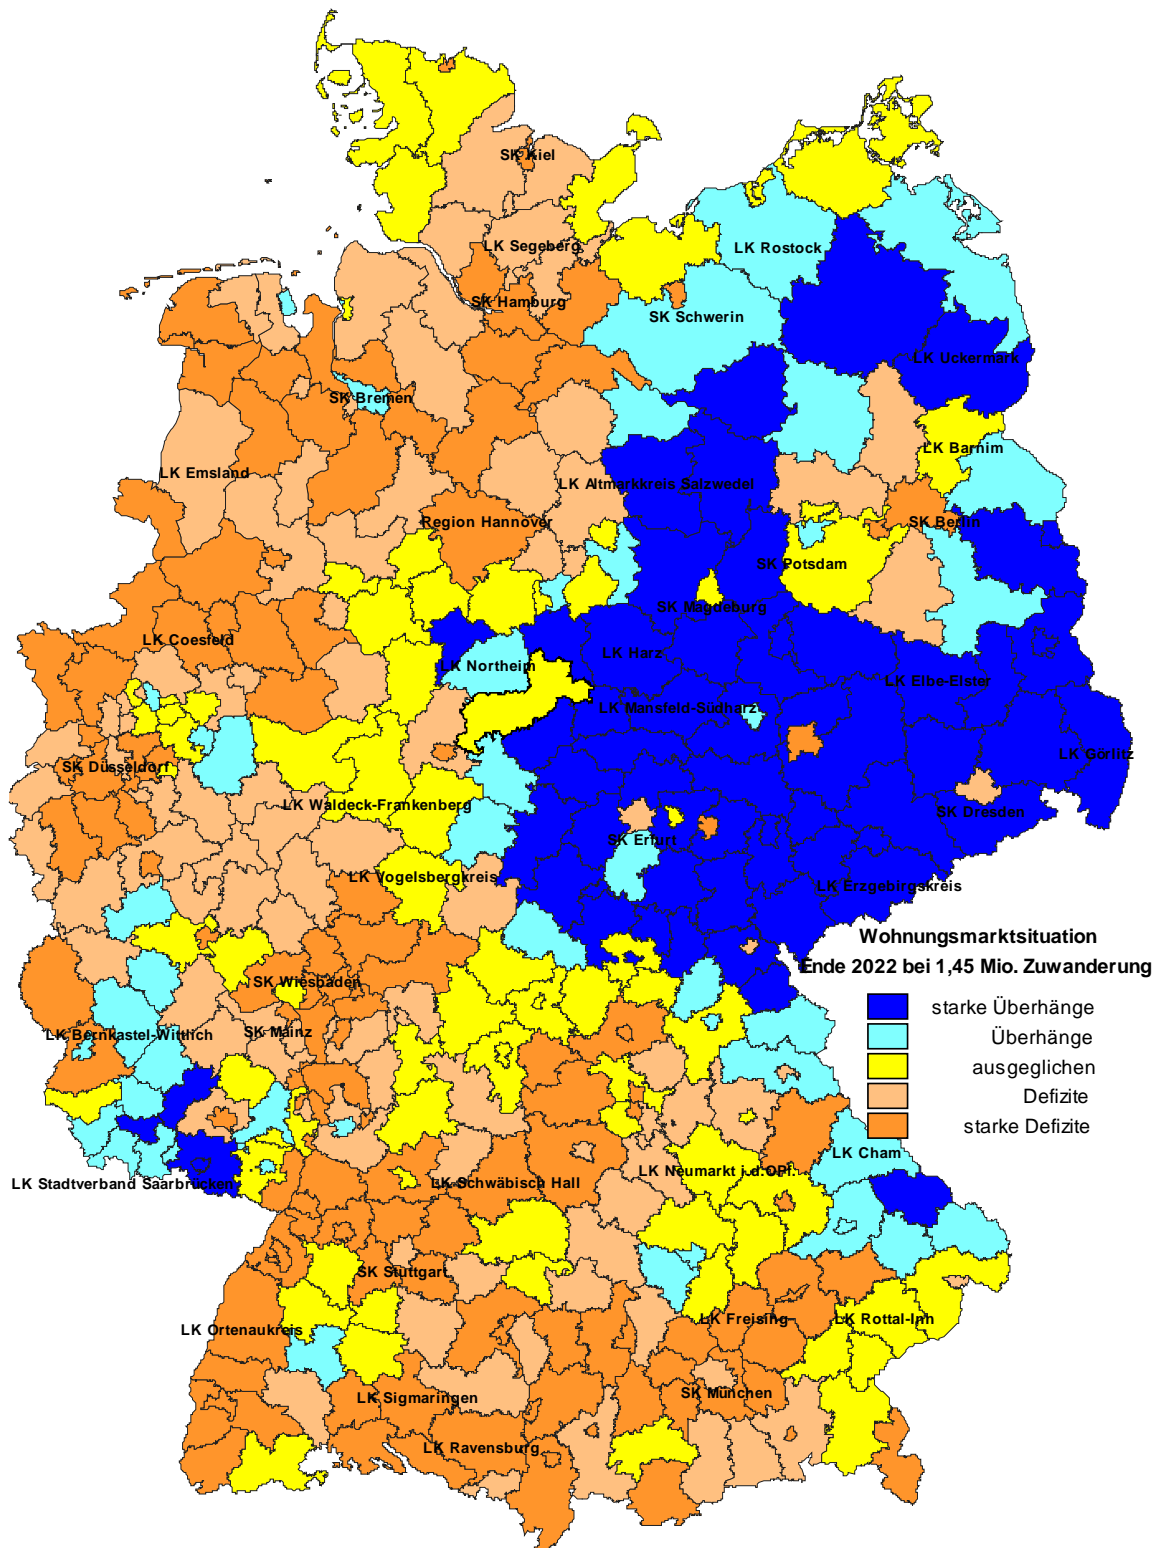 SK Kiel
LK Segeberg
LK Rostock
SK Hamburg
SK Schwerin
LK Uckermark
SK Bremen
LK Barnim
LK Emsland
LK Altmarkkreis Salzwedel
Region Hannover
SK Berlin
SK Potsdam
SK Magdeburg
LK Coesfeld
LK Harz
LK Northeim
LK Elbe-Elster
LK Mansfeld-Südharz
LK Görlitz
SK Düsseldorf
LK Waldeck-Frankenberg
SK Dresden
SK Erfurt
LK Vogelsbergkreis
LK Erzgebirgskreis
Wohnungsmarktsituation
Ende 2022 bei 1,45 Mio. Zuwanderung
SK Wiesbaden
starke Überhänge
LK Bernkastel-Wittlich
SK Mainz
Überhänge
ausgeglichen
Defizite
starke Defizite
LK Cham
LK Neumarkt i.d.OPf.
LK Stadtverband Saarbrücken
LK Schwäbisch Hall
SK Stuttgart
LK Freising
LK Rottal-Inn
LK Ortenaukreis
SK München
LK Sigmaringen
LK Ravensburg